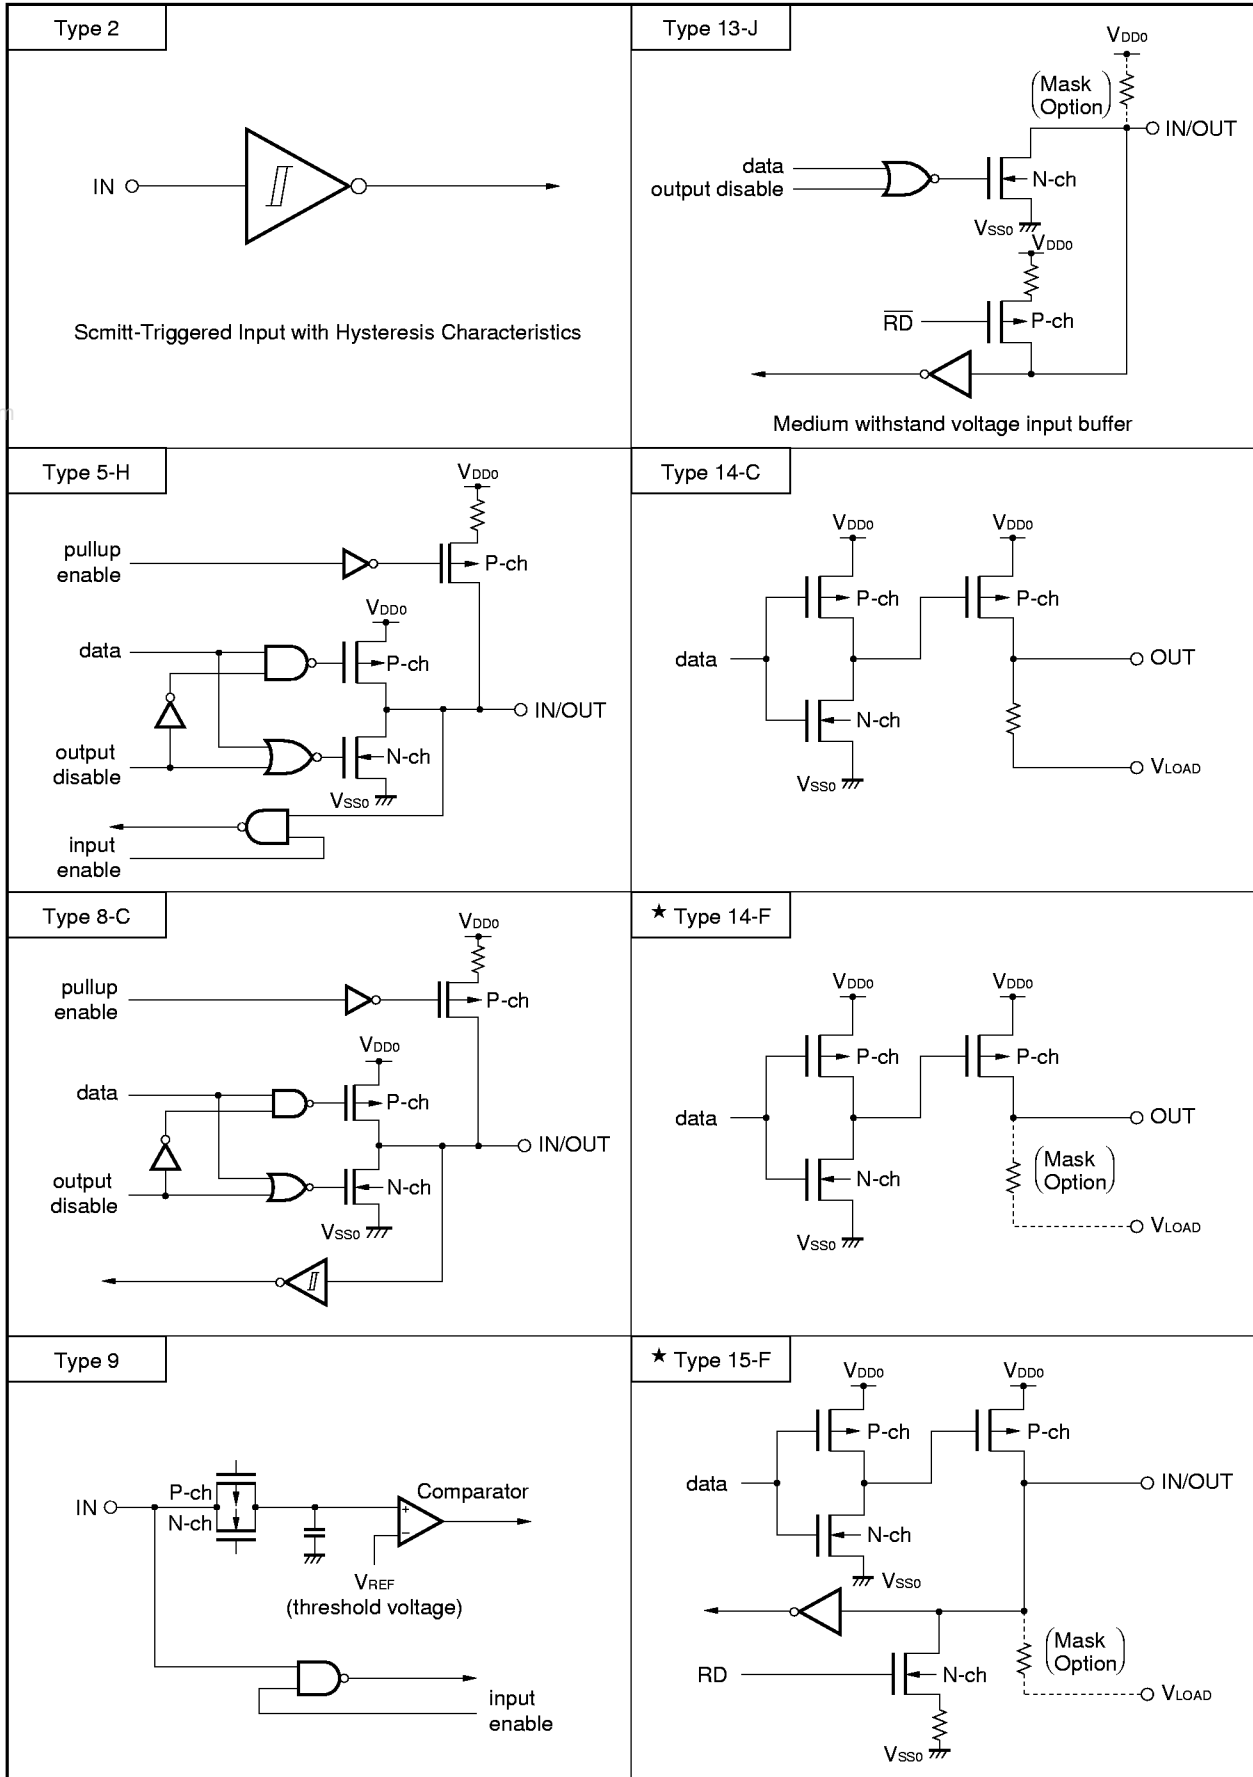 Type 2
IN
Scmitt-Triggered Input with Hysteresis Characteristics
Type 13-J
VDD0
(Mask
Option)
IN/OUT
data
output disable
N-ch
VSS0
VDD0
RD
P-ch
Medium withstand voltage input buffer
Type 5-H
VDD0
pullup
enable
P-ch
VDD0
data
P-ch
IN/OUT
output
disable
N-ch
VSS0
input
enable
Type 14-C
VDD0
VDD0
P-ch
P-ch
data
OUT
N-ch
VSS0
VLOAD
Type 8-C
VDD0
pullup
enable
P-ch
VDD0
data
P-ch
IN/OUT
output
disable
N-ch
VSS0
★ Type 14-F
VDD0
VDD0
P-ch
P-ch
data
OUT
(Mask
Option)
N-ch
VSS0
VLOAD
Type 9
P-ch
IN
N-ch
Comparator
+
−
VREF
(threshold voltage)
input
enable
★ Type 15-F
VDD0
VDD0
P-ch
P-ch
data
IN/OUT
N-ch
VSS0
(Mask
Option)
RD
N-ch
VLOAD
VSS0